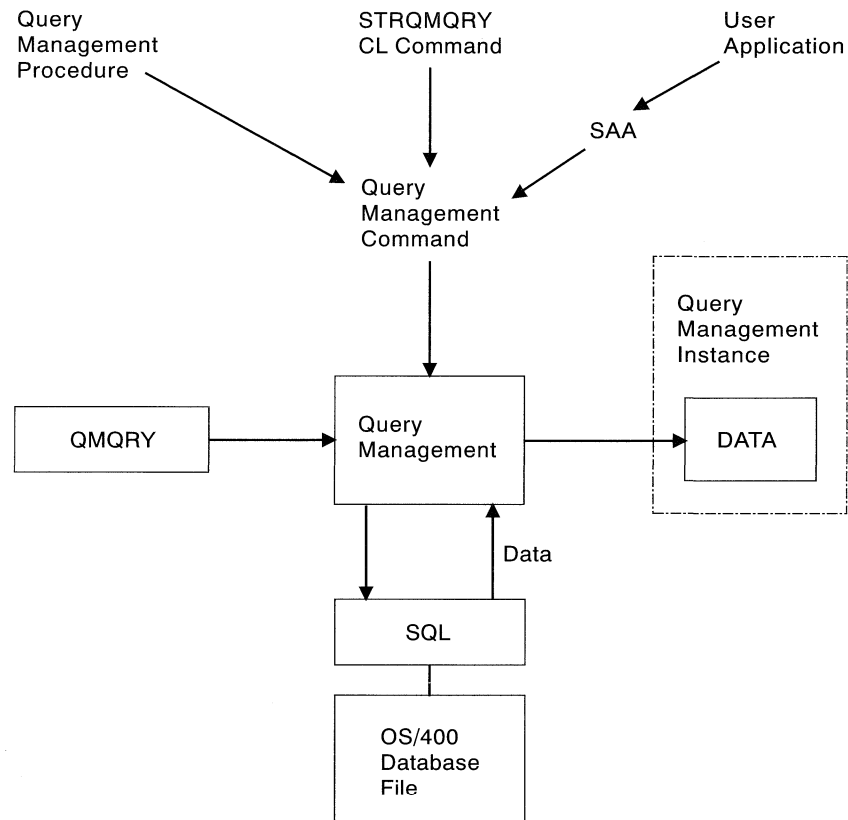 Query
Management
Procedure
STRQMQRY
CL Command
User
Application
SAA
Query
Management
Command
Query
Management
Instance
QMQRY
Query
Management
DATA
Data
SQL
OS/400
Database
File